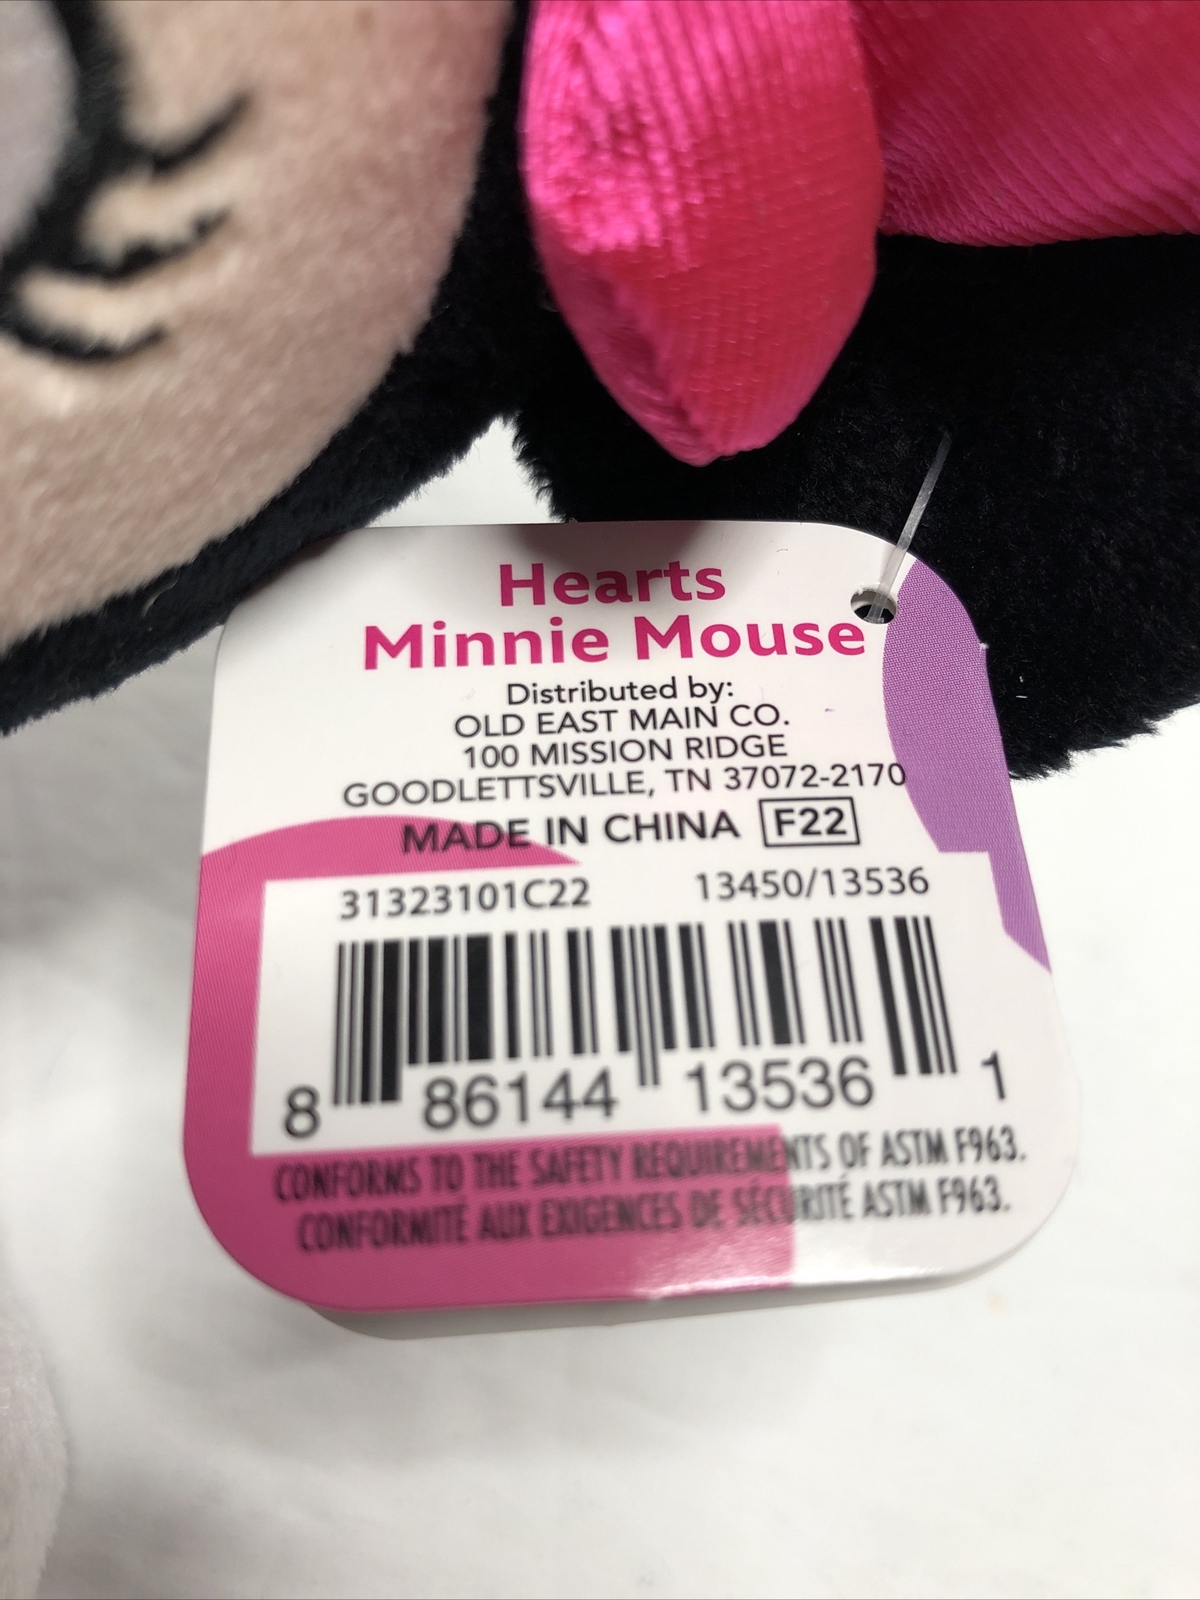 Hearts
Minnie Mouse
Distributed by:
OLD EAST MAIN CO.
100 MISSION RIDGE
GOODLETTSVILLE, TN 37072-2170
MADE IN CHINA F22
31323101C22 13450/13536
8 86144 13536 1
CONFORMS TO THE SAFETY REQUIREMENTS OF ASTM F963.
CONFORMITÉ AUX EXIGENCES DE SÉCURITÉ ASTM F963.